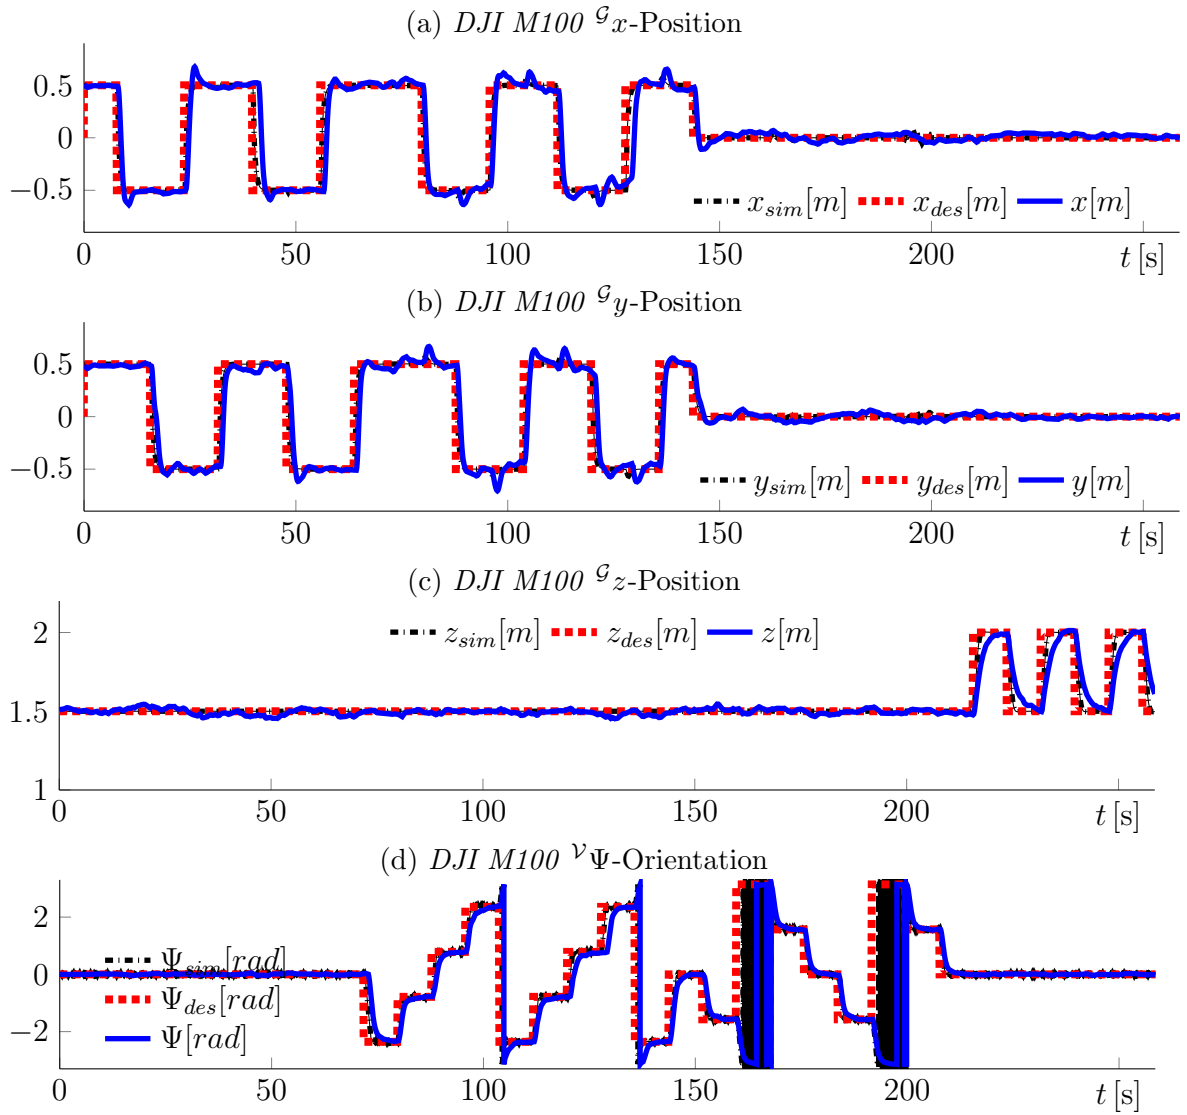 (a) DJI M100 𝒢x-Position
0.5
0
−0.5
x_sim[m] x_des[m] x[m]
0 50 100 150 200 t [s]
(b) DJI M100 𝒢y-Position
0.5
0
−0.5
y_sim[m] y_des[m] y[m]
0 50 100 150 200 t [s]
(c) DJI M100 𝒢z-Position
z_sim[m] z_des[m] z[m]
2
1.5
1
0 50 100 150 200 t [s]
(d) DJI M100 𝒱Ψ-Orientation
2
0
−2
Ψ_sim[rad]
Ψ_des[rad]
Ψ[rad]
0 50 100 150 200 t [s]